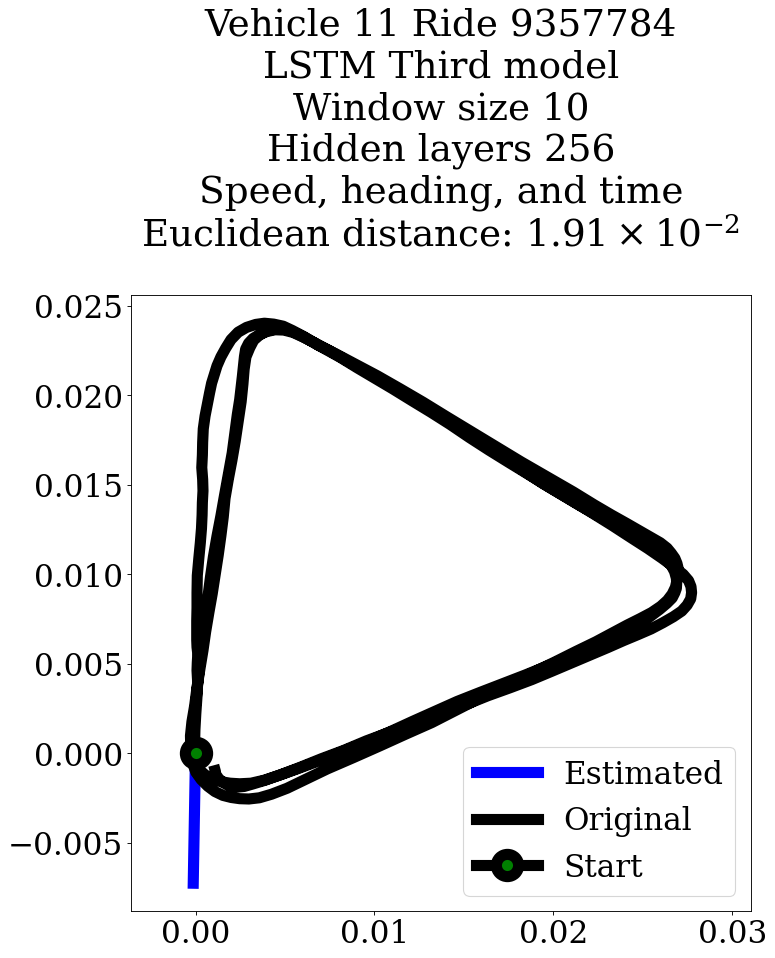 Vehicle 11 Ride 9357784
LSTM Third model
Window size 10
Hidden layers 256
Speed, heading, and time
Euclidean distance: 1.91 × 10⁻²
0.025
0.020
0.015
0.010
0.005
0.000
−0.005
Estimated
Original
Start
0.00 0.01 0.02 0.03